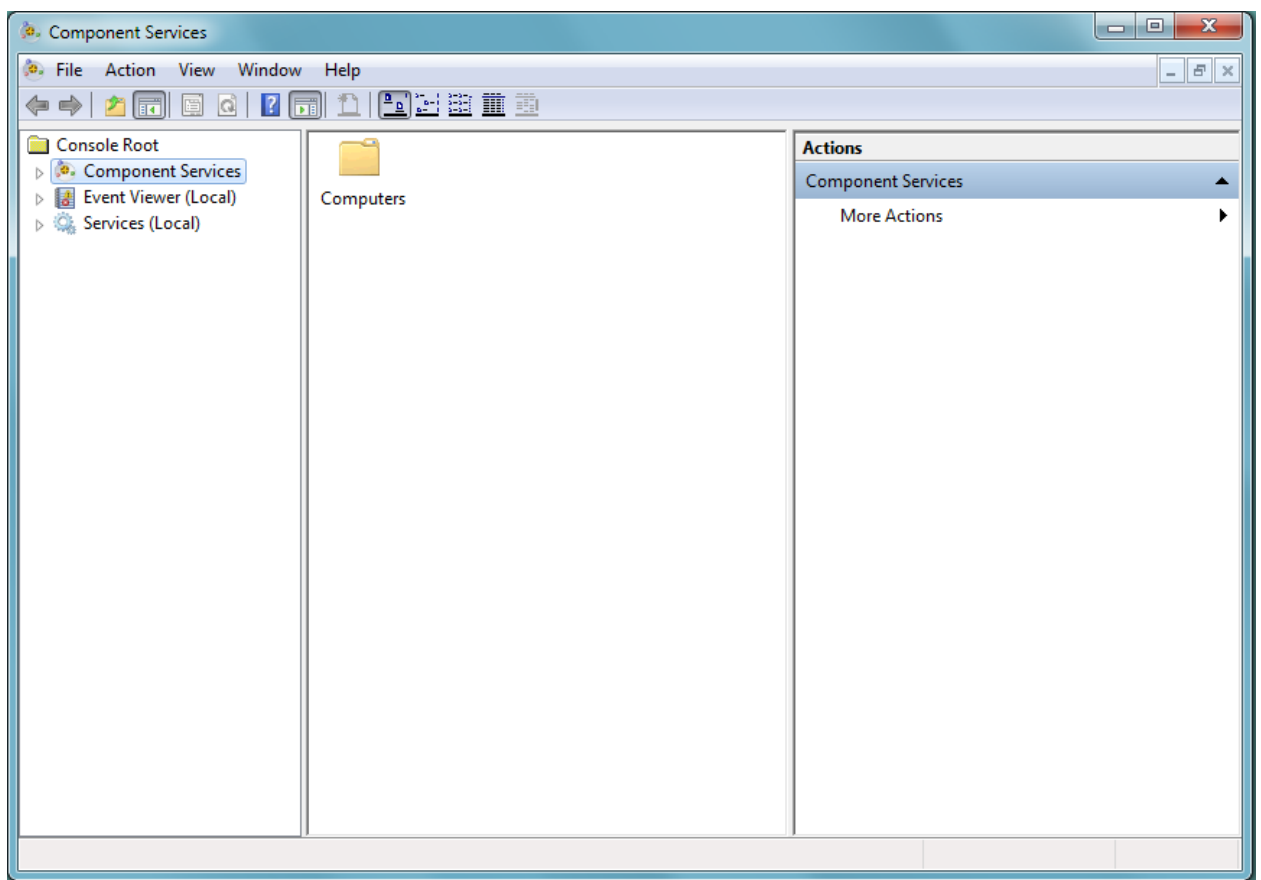 Component Services
File Action View Window Help
Console Root
Component Services
Event Viewer (Local)
Services (Local)
Computers
Actions
Component Services
More Actions